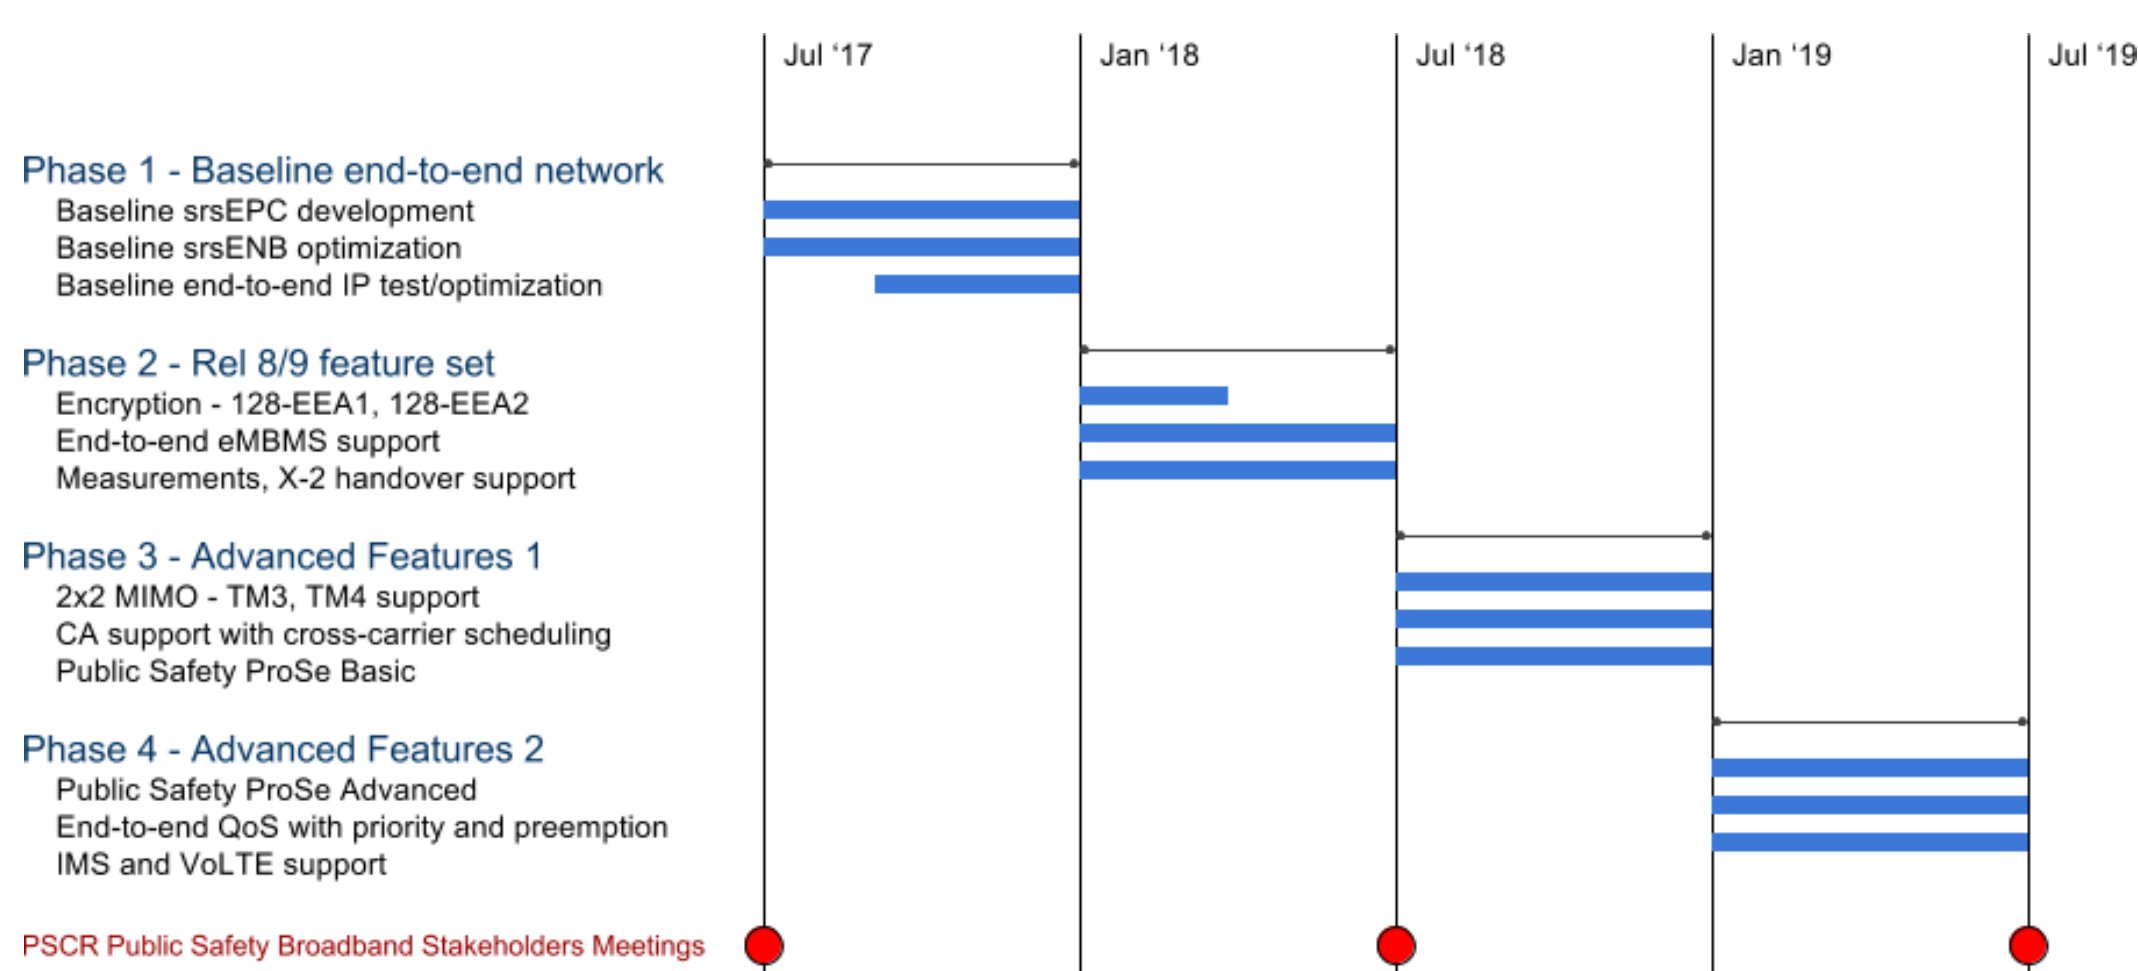 Jul ‘17
Jan ‘18
Jul ‘18
Jan ‘19
Jul ‘19
Phase 1 - Baseline end-to-end network
Baseline srsEPC development
Baseline srsENB optimization
Baseline end-to-end IP test/optimization
Phase 2 - Rel 8/9 feature set
Encryption - 128-EEA1, 128-EEA2
End-to-end eMBMS support
Measurements, X-2 handover support
Phase 3 - Advanced Features 1
2x2 MIMO - TM3, TM4 support
CA support with cross-carrier scheduling
Public Safety ProSe Basic
Phase 4 - Advanced Features 2
Public Safety ProSe Advanced
End-to-end QoS with priority and preemption
IMS and VoLTE support
PSCR Public Safety Broadband Stakeholders Meetings